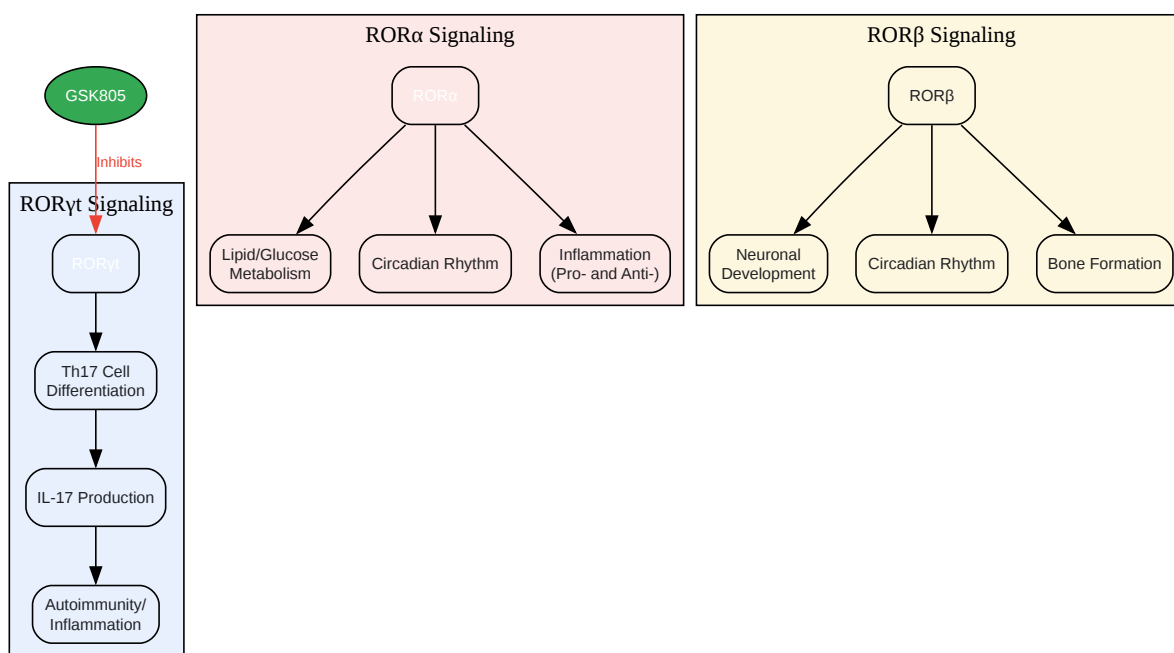 GSK805
Inhibits
RORγt Signaling
RORγt
Th17 Cell
Differentiation
IL-17 Production
Autoimmunity/
Inflammation
RORα Signaling
RORα
Lipid/Glucose
Metabolism
Circadian Rhythm
Inflammation
(Pro- and Anti-)
RORβ Signaling
RORβ
Neuronal
Development
Circadian Rhythm
Bone Formation